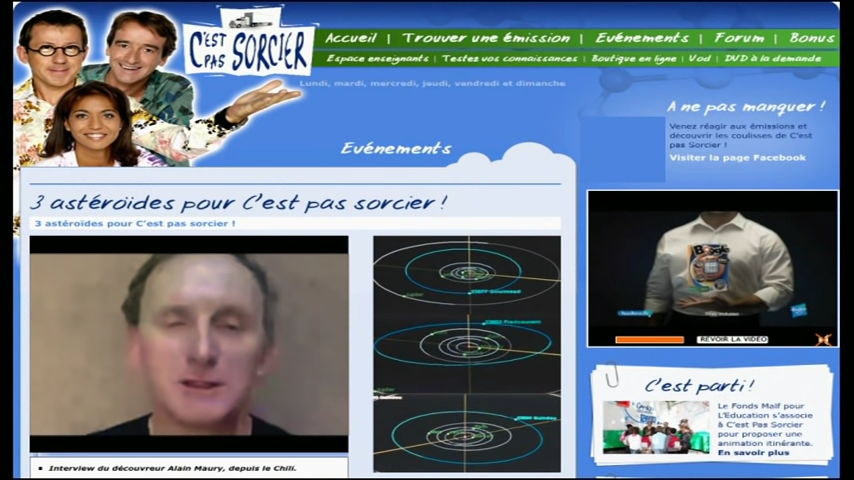 C'EST PAS SORCIER
Accueil | Trouver une émission | Evénements | Forum | Bonus
Espace enseignants | Testez vos connaissances | Boutique en ligne | Vod | DVD à la demande
Lundi, mardi, mercredi, jeudi, vendredi et dimanche
A ne pas manquer !
Venez réagir aux émissions et
découvrir les coulisses de C'est
pas Sorcier !
Visiter la page Facebook
Evénements
3 astéroïdes pour C'est pas sorcier !
3 astéroïdes pour C'est pas sorcier !
REVOIR LA VIDEO
C'est parti !
Le Fonds Maif pour
L'Education s'associe
à C'est Pas Sorcier
pour proposer une
animation itinérante.
En savoir plus
Interview du découvreur Alain Maury, depuis le Chili.